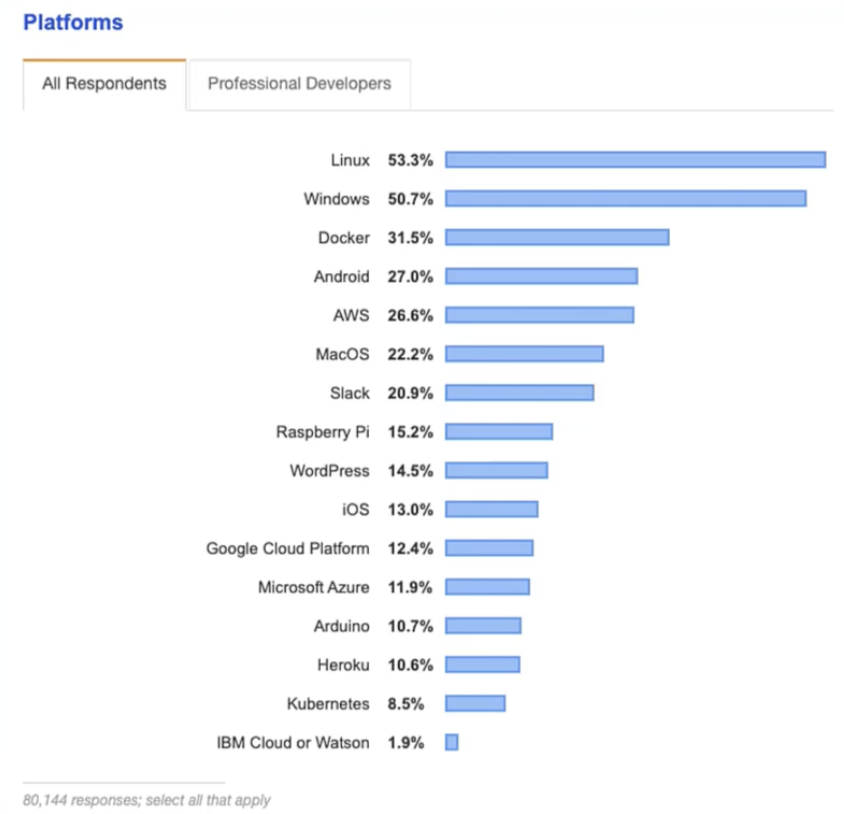 Platforms
All Respondents Professional Developers
Linux 53.3%
Windows 50.7%
Docker 31.5%
Android 27.0%
AWS 26.6%
MacOS 22.2%
Slack 20.9%
Raspberry Pi 15.2%
WordPress 14.5%
iOS 13.0%
Google Cloud Platform 12.4%
Microsoft Azure 11.9%
Arduino 10.7%
Heroku 10.6%
Kubernetes 8.5%
IBM Cloud or Watson 1.9%
80,144 responses; select all that apply